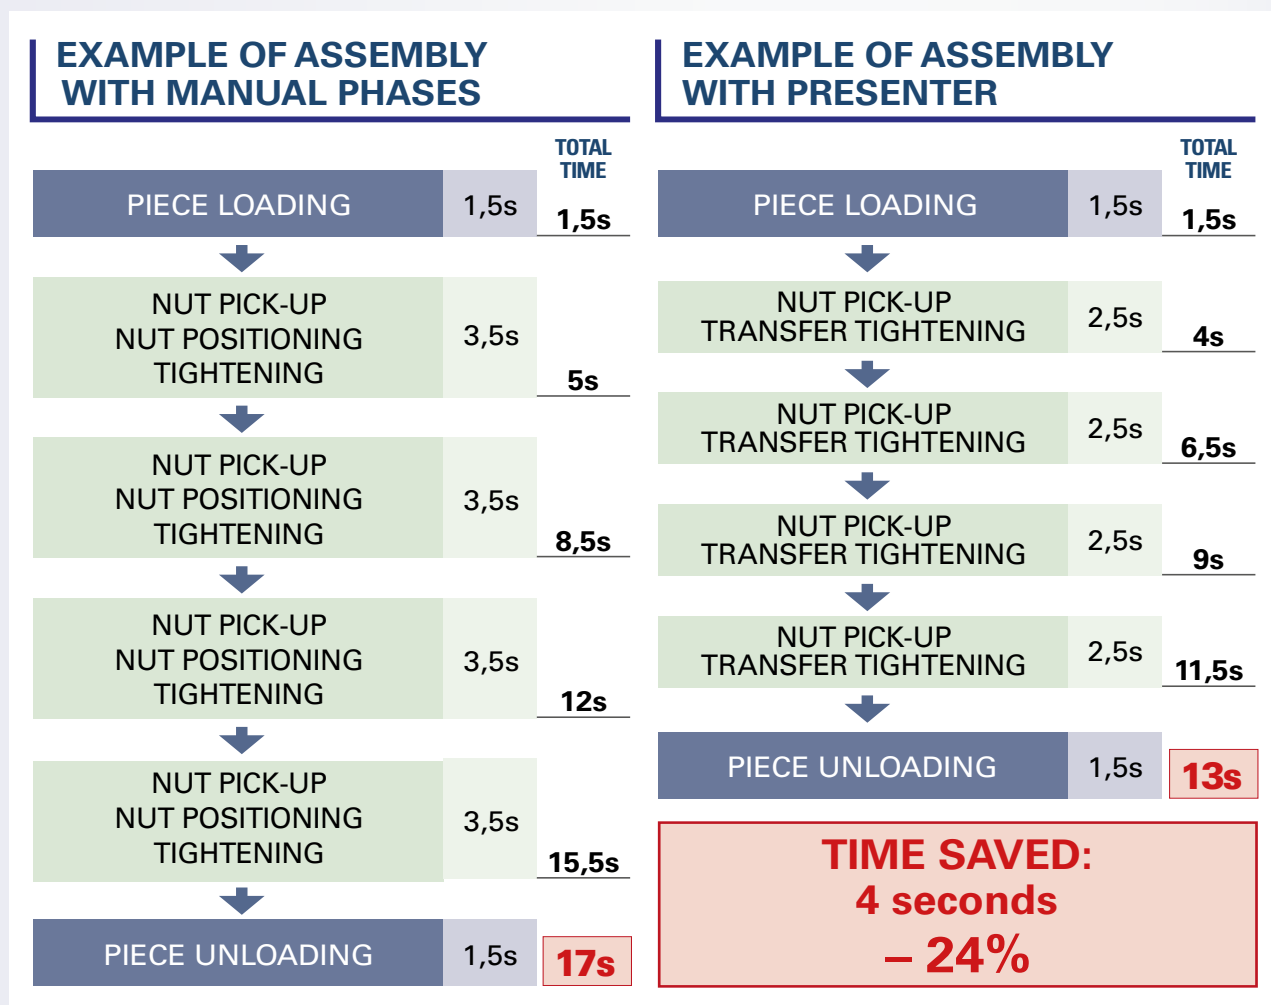 EXAMPLE OF ASSEMBLY
WITH MANUAL PHASES
TOTAL
TIME
PIECE LOADING 1,5s 1,5s
NUT PICK-UP
NUT POSITIONING 3,5s
TIGHTENING
5s
NUT PICK-UP
NUT POSITIONING 3,5s
TIGHTENING
8,5s
NUT PICK-UP
NUT POSITIONING 3,5s
TIGHTENING
12s
NUT PICK-UP
NUT POSITIONING 3,5s
TIGHTENING
15,5s
PIECE UNLOADING 1,5s 17s
EXAMPLE OF ASSEMBLY
WITH PRESENTER
TOTAL
TIME
PIECE LOADING 1,5s 1,5s
NUT PICK-UP
TRANSFER TIGHTENING 2,5s
4s
NUT PICK-UP
TRANSFER TIGHTENING 2,5s
6,5s
NUT PICK-UP
TRANSFER TIGHTENING 2,5s
9s
NUT PICK-UP
TRANSFER TIGHTENING 2,5s
11,5s
PIECE UNLOADING 1,5s 13s
TIME SAVED:
4 seconds
– 24%